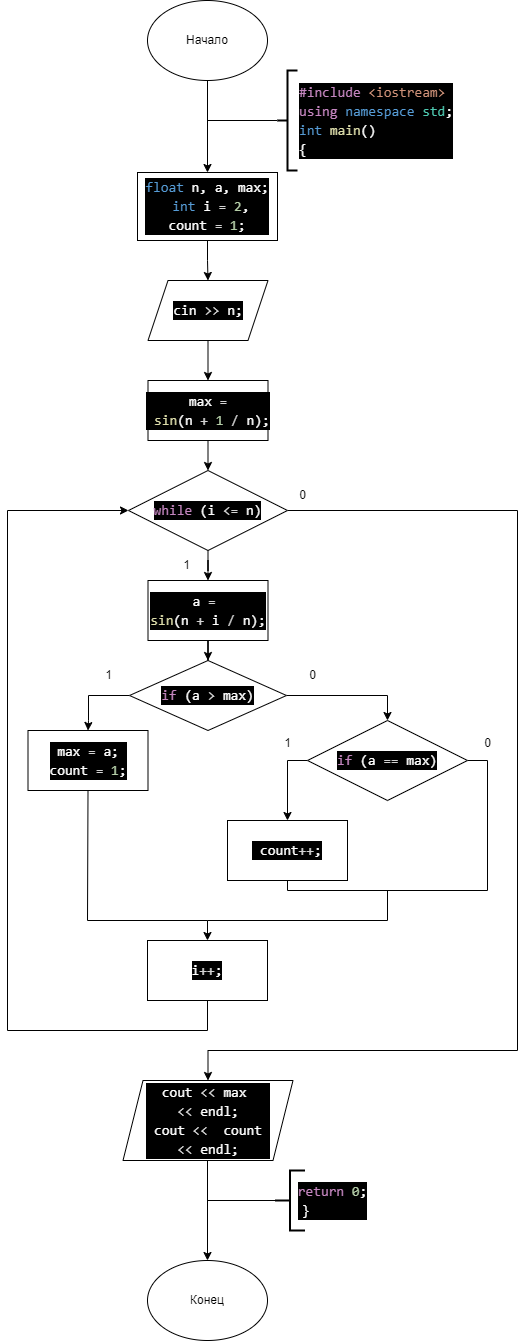 Начало
#include <iostream>
using namespace std;
int main()
{
float n, a, max;
int i = 2,
count = 1;
cin >> n;
max =
sin(n + 1 / n);
0
while (i <= n)
1
a =
sin(n + i / n);
1
0
if (a > max)
max = a;
count = 1;
1
0
if (a == max)
count++;
i++;
cout << max
<< endl;
cout << count
<< endl;
return 0;
}
Конец